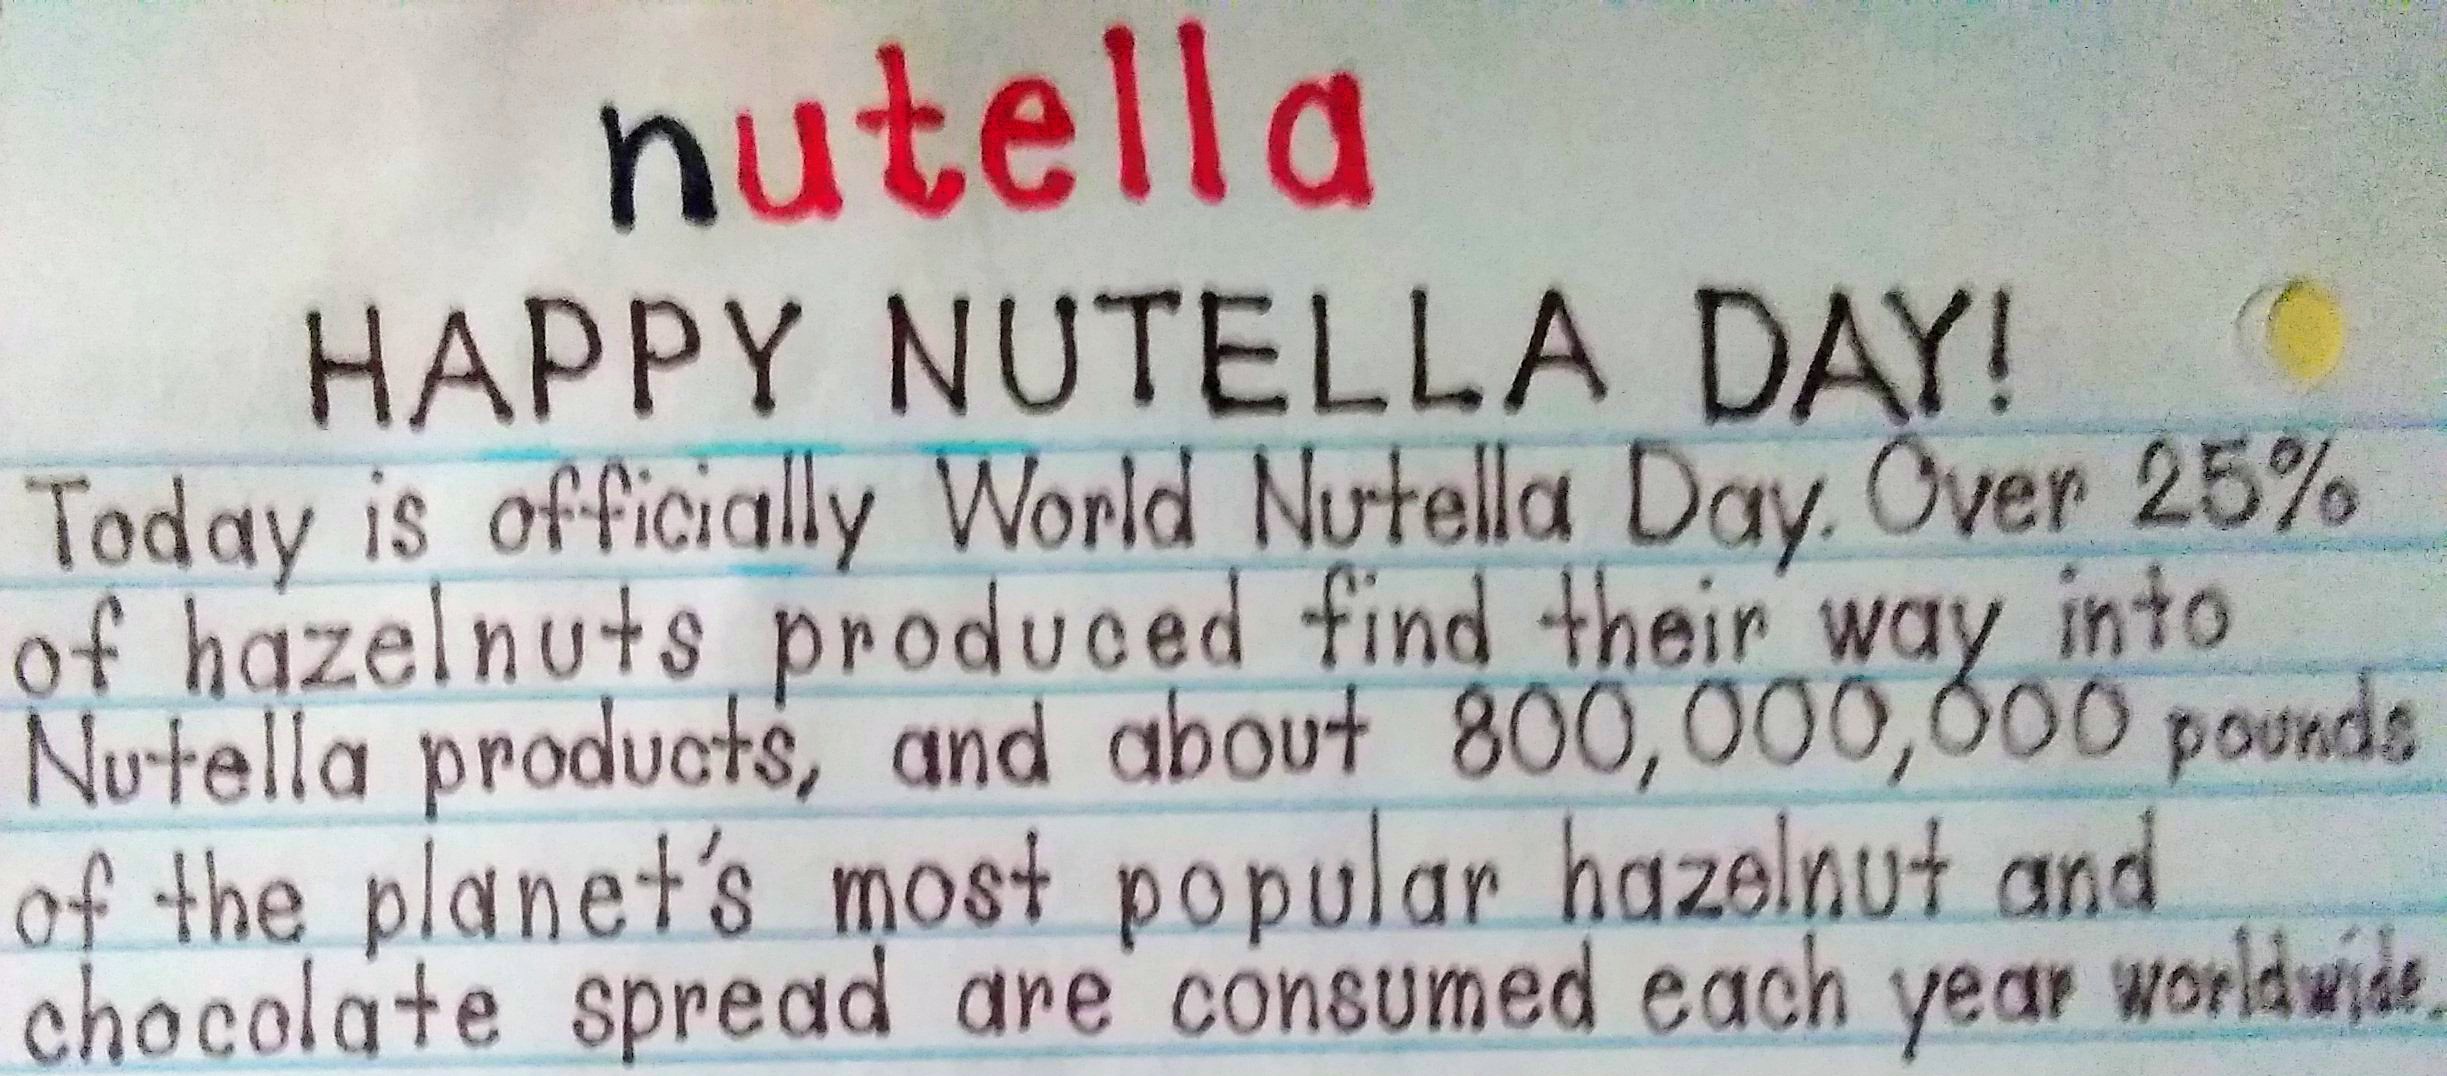 nutella
HAPPY NUTELLA DAY!
Today is officially World Nutella Day. Over 25%
of hazelnuts produced find their way into
Nutella products, and about 800,000,000 pounds
of the planet's most popular hazelnut and
chocolate spread are consumed each year worldwide.